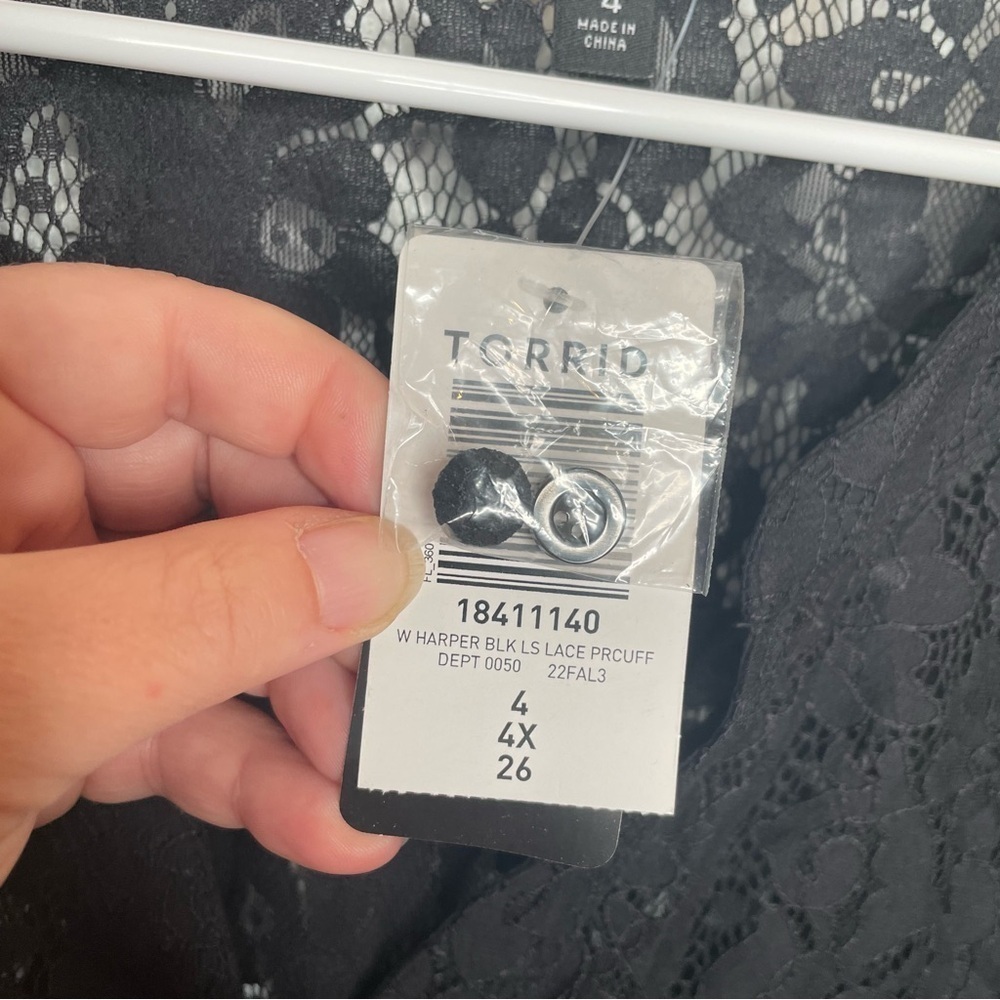 4
MADE IN
CHINA
TORRID
FL_360
18411140
W HARPER BLK LS LACE PRCUFF
DEPT 0050 22FAL3
4
4X
26